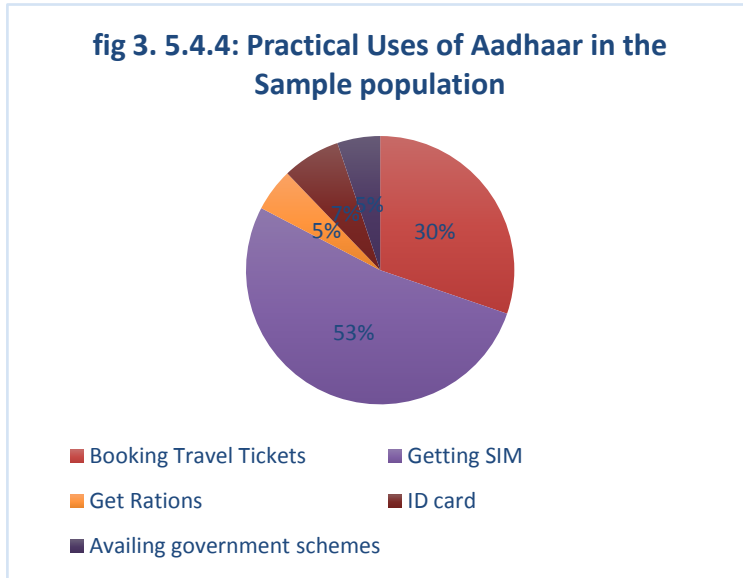 fig 3. 5.4.4: Practical Uses of Aadhaar in the
Sample population
5%
7%
5%
30%
53%
Booking Travel Tickets
Getting SIM
Get Rations
ID card
Availing government schemes